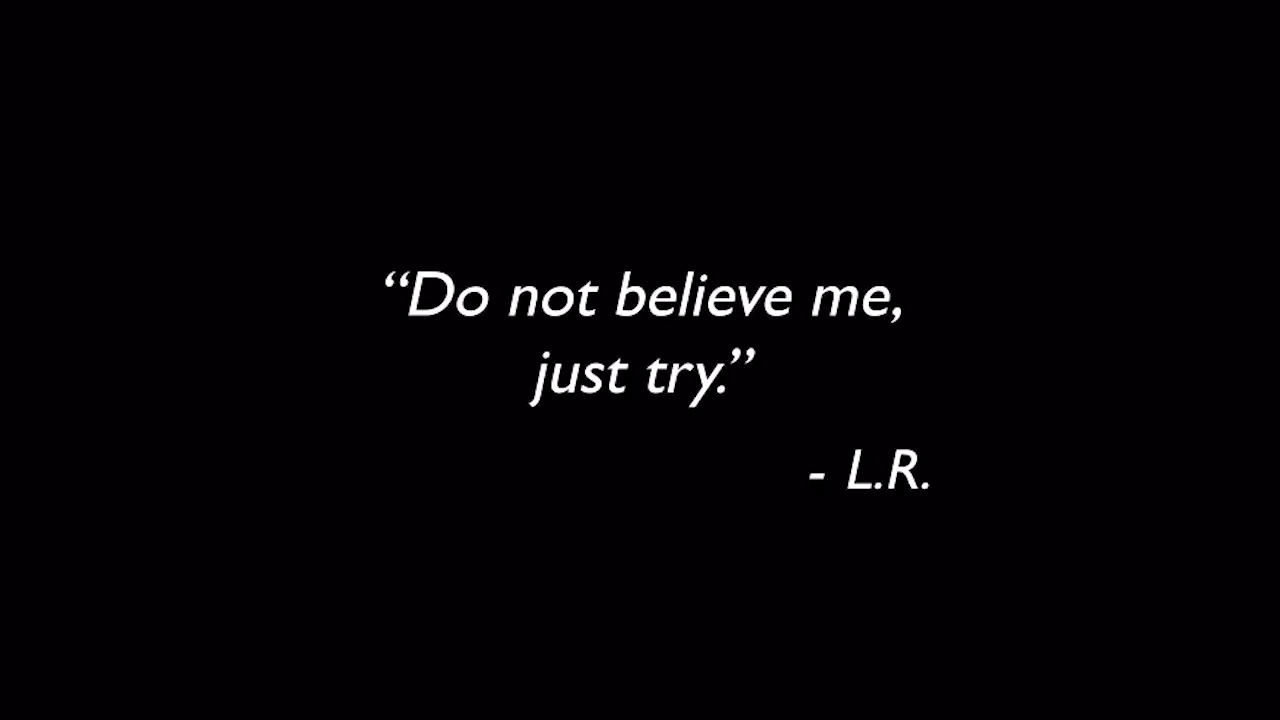 “Do not believe me,
just try.”
- L.R.